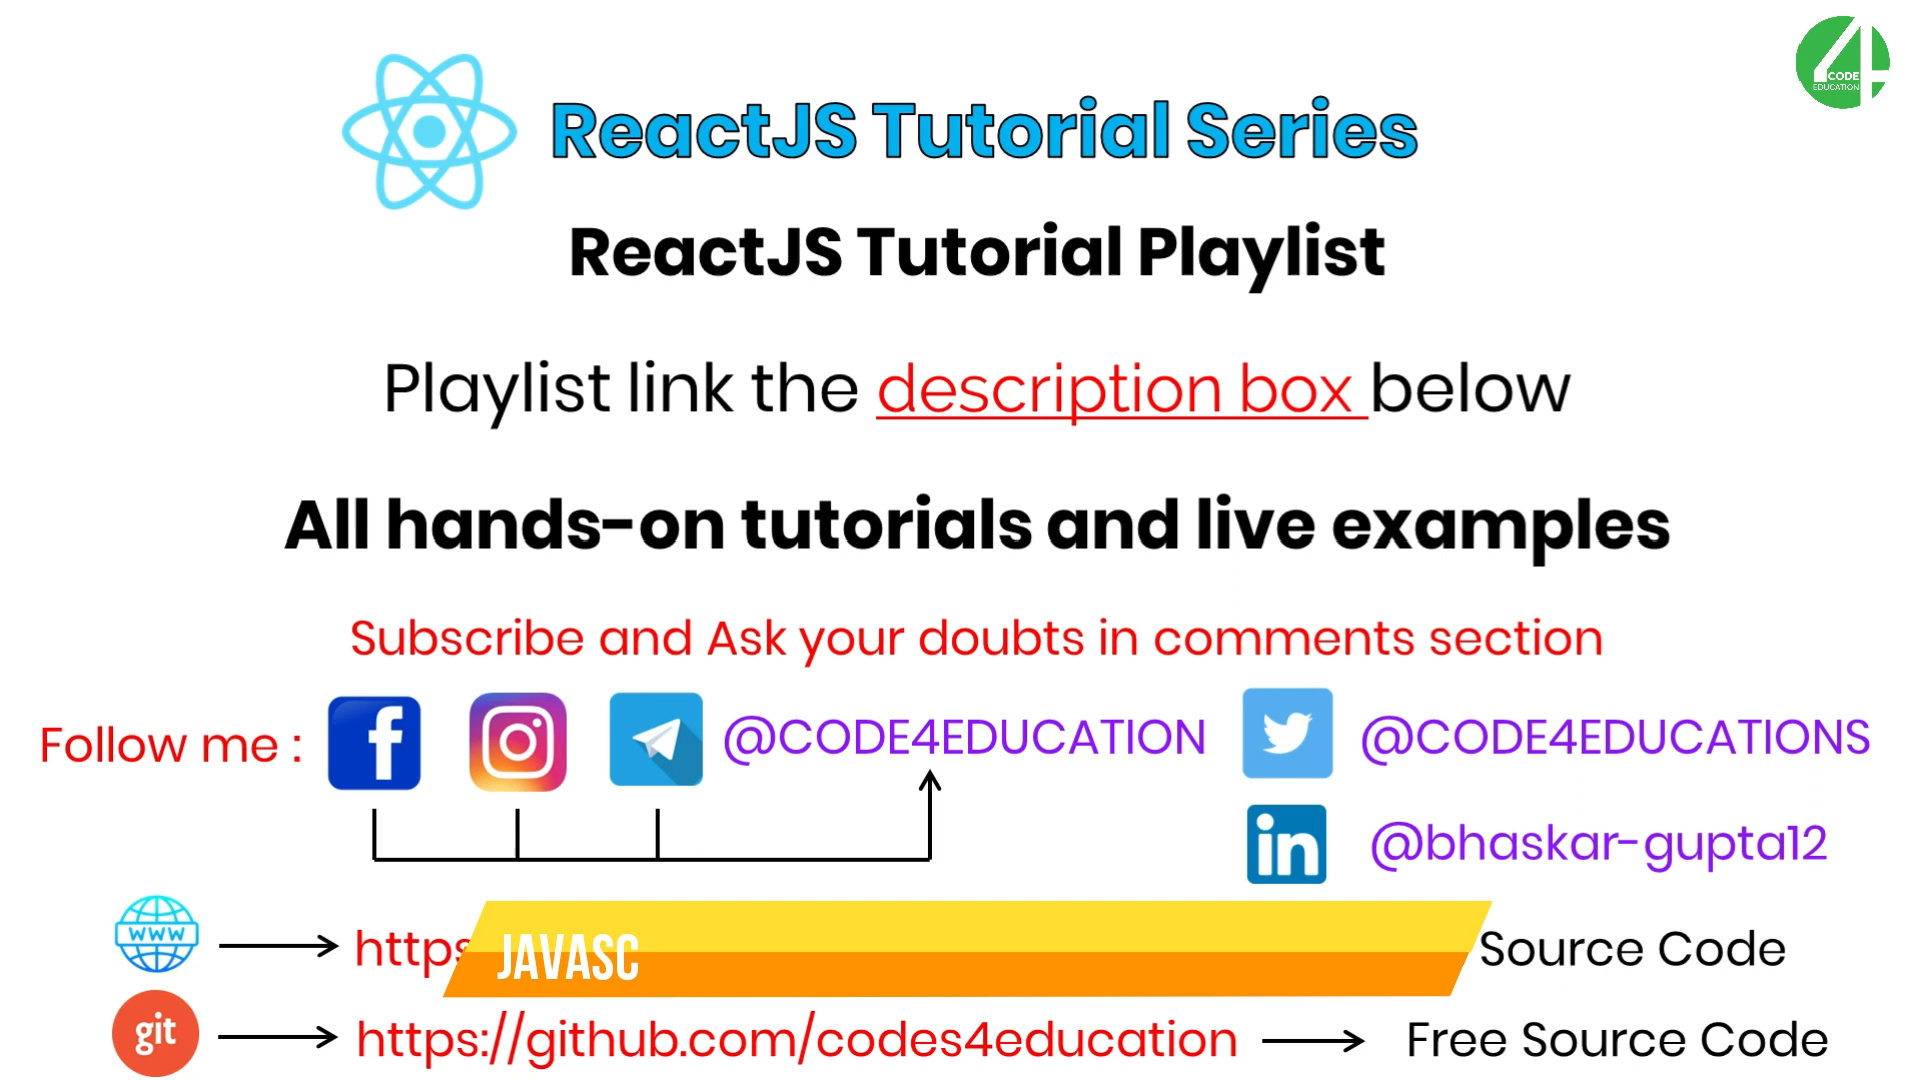 4 CODE EDUCATION
ReactJS Tutorial Series
ReactJS Tutorial Playlist
Playlist link the description box below
All hands-on tutorials and live examples
Subscribe and Ask your doubts in comments section
Follow me : f @CODE4EDUCATION @CODE4EDUCATIONS
in @bhaskar-gupta12
www https JAVASC Source Code
git https://github.com/codes4education Free Source Code